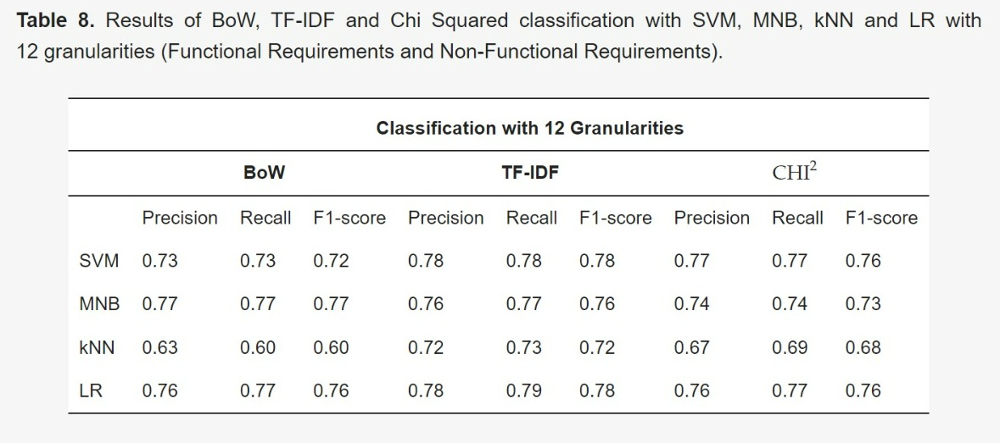 Table 8. Results of BoW, TF-IDF and Chi Squared classification with SVM, MNB, kNN and LR with
12 granularities (Functional Requirements and Non-Functional Requirements).
Classification with 12 Granularities
BoW TF-IDF CHI²
Precision Recall F1-score Precision Recall F1-score Precision Recall F1-score
SVM 0.73 0.73 0.72 0.78 0.78 0.78 0.77 0.77 0.76
MNB 0.77 0.77 0.77 0.76 0.77 0.76 0.74 0.74 0.73
kNN 0.63 0.60 0.60 0.72 0.73 0.72 0.67 0.69 0.68
LR 0.76 0.77 0.76 0.78 0.79 0.78 0.76 0.77 0.76